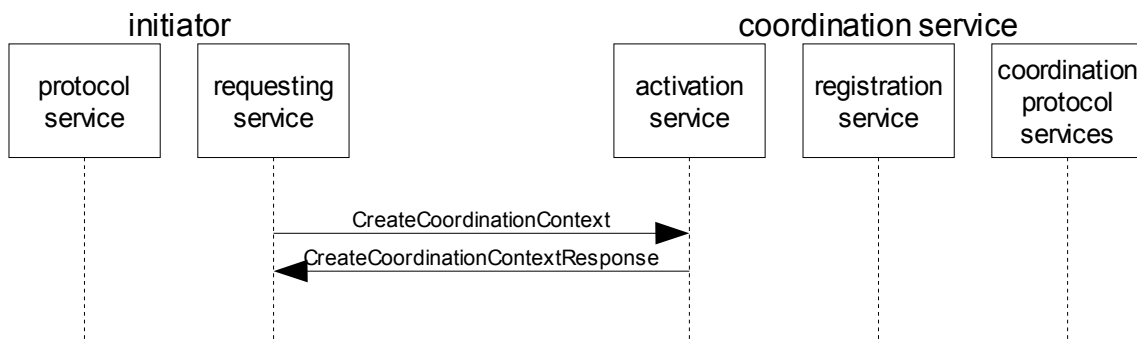 initiator
coordination service
protocol
service
requesting
service
activation
service
registration
service
coordination
protocol
services
CreateCoordinationContext
CreateCoordinationContextResponse